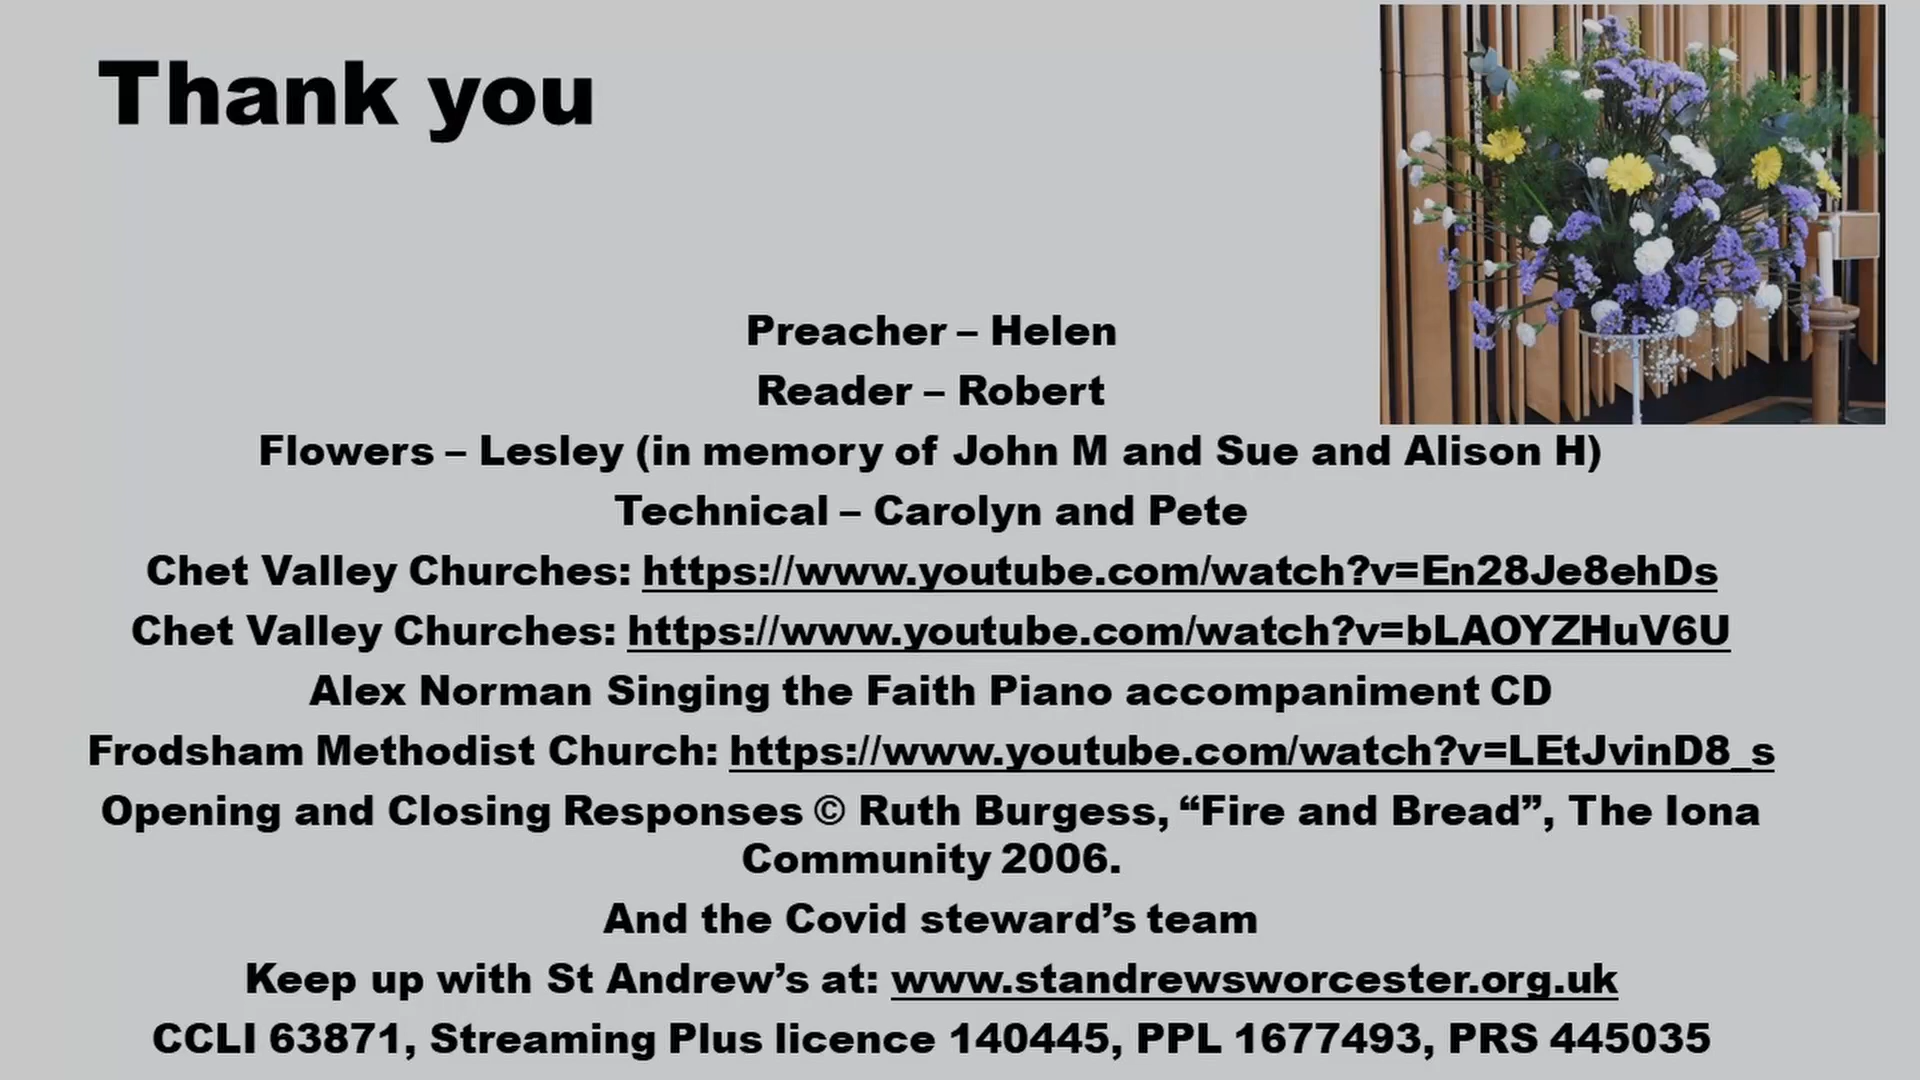 Thank you
Preacher – Helen
Reader – Robert
Flowers – Lesley (in memory of John M and Sue and Alison H)
Technical – Carolyn and Pete
Chet Valley Churches: https://www.youtube.com/watch?v=En28Je8ehDs
Chet Valley Churches: https://www.youtube.com/watch?v=bLAOYZHuV6U
Alex Norman Singing the Faith Piano accompaniment CD
Frodsham Methodist Church: https://www.youtube.com/watch?v=LEtJvinD8_s
Opening and Closing Responses © Ruth Burgess, “Fire and Bread”, The Iona
Community 2006.
And the Covid steward’s team
Keep up with St Andrew’s at: www.standrewsworcester.org.uk
CCLI 63871, Streaming Plus licence 140445, PPL 1677493, PRS 445035